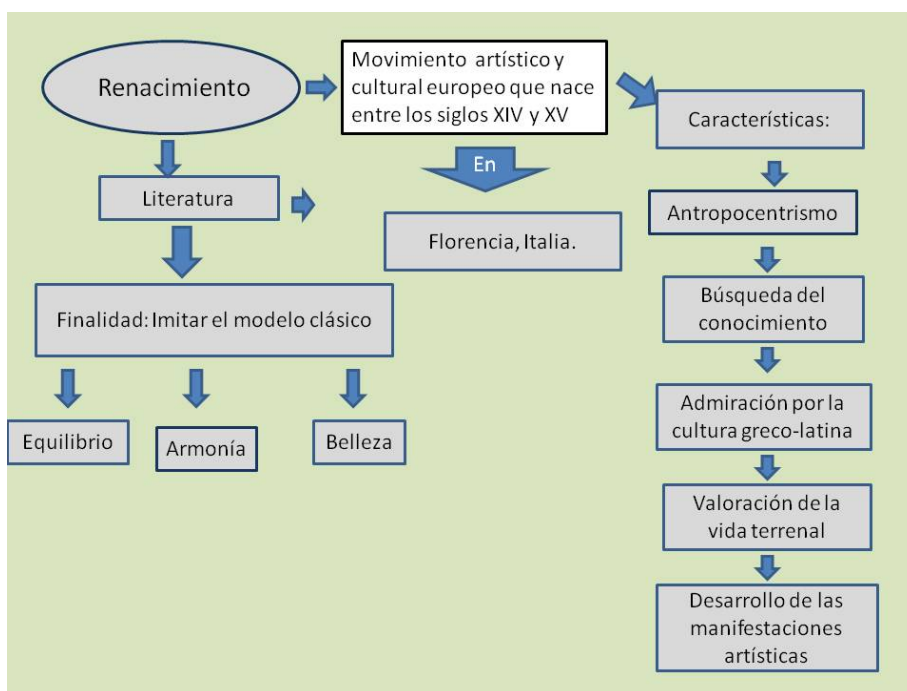 Renacimiento
Movimiento artístico y
cultural europeo que nace
entre los siglos XIV y XV
Características:
En
Literatura
Antropocentrismo
Florencia, Italia.
Finalidad: Imitar el modelo clásico
Búsqueda del
conocimiento
Equilibrio
Armonía
Belleza
Admiración por la
cultura greco-latina
Valoración de la
vida terrenal
Desarrollo de las
manifestaciones
artísticas